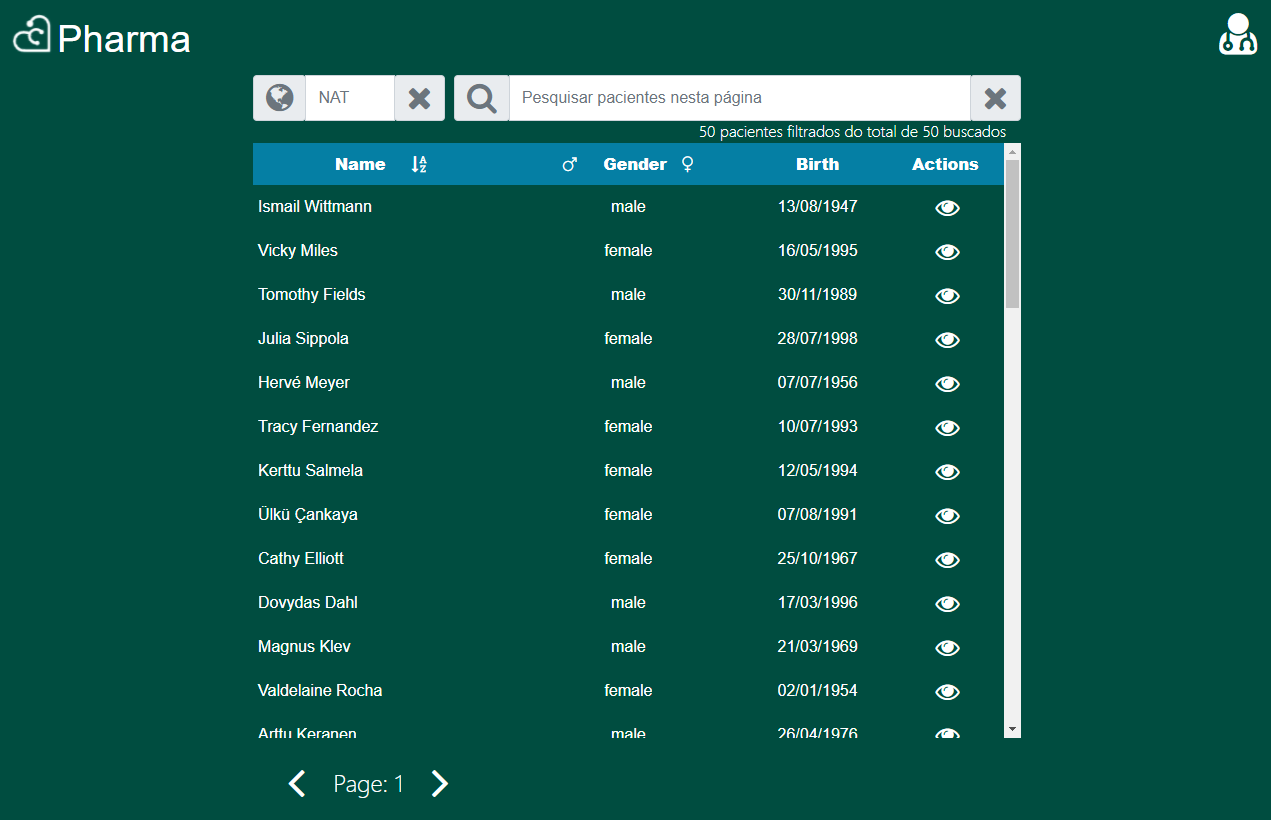 Pharma
NAT Pesquisar pacientes nesta página
50 pacientes filtrados do total de 50 buscados
Name Gender Birth Actions
Ismail Wittmann male 13/08/1947
Vicky Miles female 16/05/1995
Tomothy Fields male 30/11/1989
Julia Sippola female 28/07/1998
Hervé Meyer male 07/07/1956
Tracy Fernandez female 10/07/1993
Kerttu Salmela female 12/05/1994
Ülkü Çankaya female 07/08/1991
Cathy Elliott female 25/10/1967
Dovydas Dahl male 17/03/1996
Magnus Klev male 21/03/1969
Valdelaine Rocha female 02/01/1954
Arttu Keranen male 26/04/1976
Page: 1